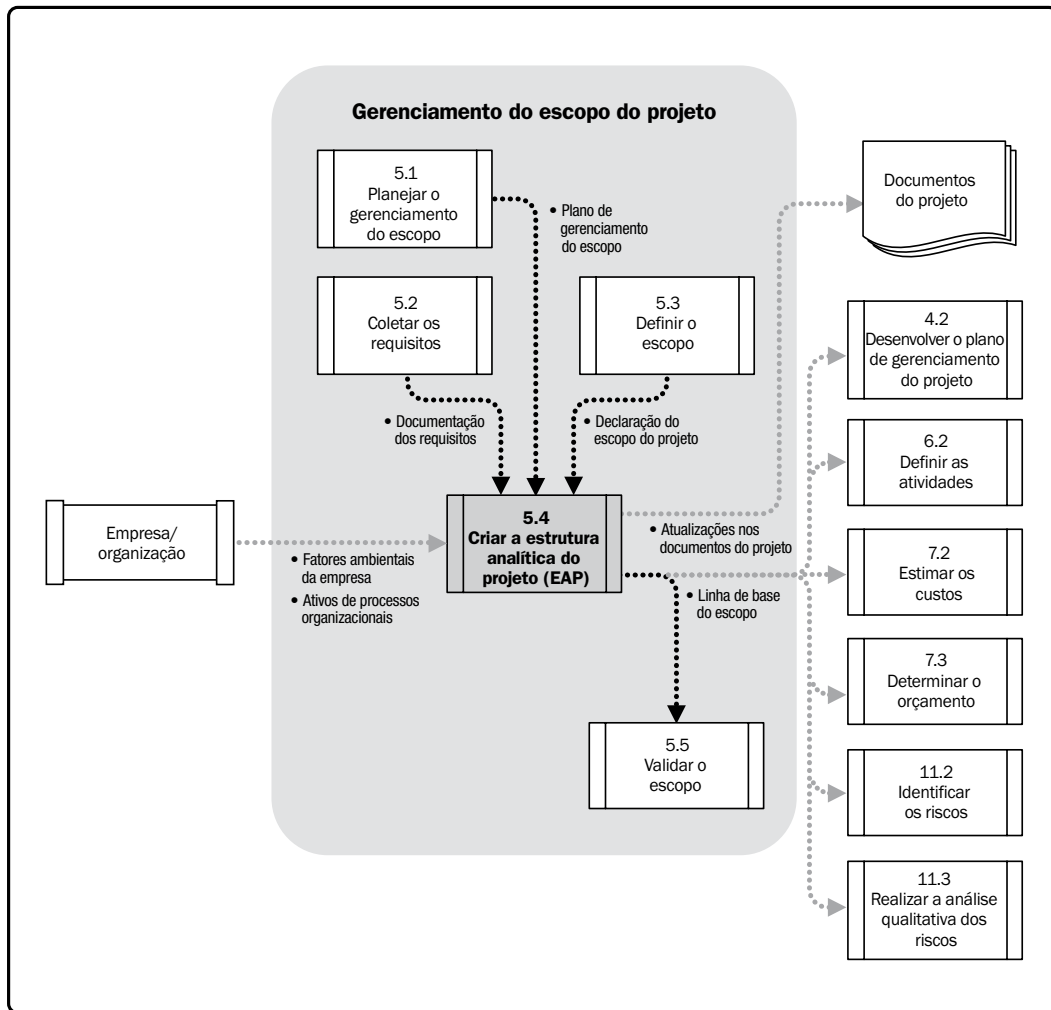 Gerenciamento do escopo do projeto
5.1
Planejar o
gerenciamento
do escopo
• Plano de
gerenciamento
do escopo
5.2
Coletar os
requisitos
5.3
Definir o
escopo
• Documentação
dos requisitos
• Declaração do
escopo do projeto
Empresa/
organização
• Fatores ambientais
da empresa
• Ativos de processos
organizacionais
5.4
Criar a estrutura
analítica do
projeto (EAP)
• Atualizações nos
documentos do projeto
• Linha de base
do escopo
5.5
Validar o
escopo
Documentos
do projeto
4.2
Desenvolver o plano
de gerenciamento
do projeto
6.2
Definir as
atividades
7.2
Estimar os
custos
7.3
Determinar o
orçamento
11.2
Identificar
os riscos
11.3
Realizar a análise
qualitativa dos
riscos